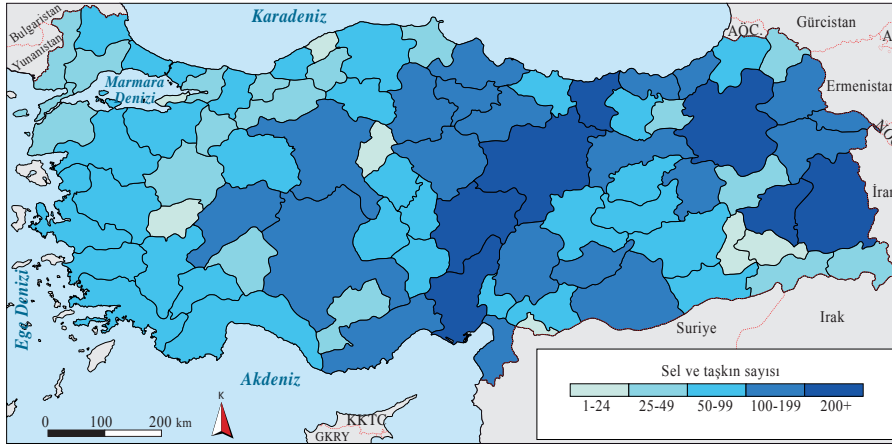 Karadeniz
Bulgaristan
Yunanistan
Marmara
Denizi
Gürcistan
AÖC.
A
Ermenistan
İran
Ege Denizi
Akdeniz
Suriye
Irak
K
KKTC
GKRY
0 100 200 km
Sel ve taşkın sayısı
1-24 25-49 50-99 100-199 200+